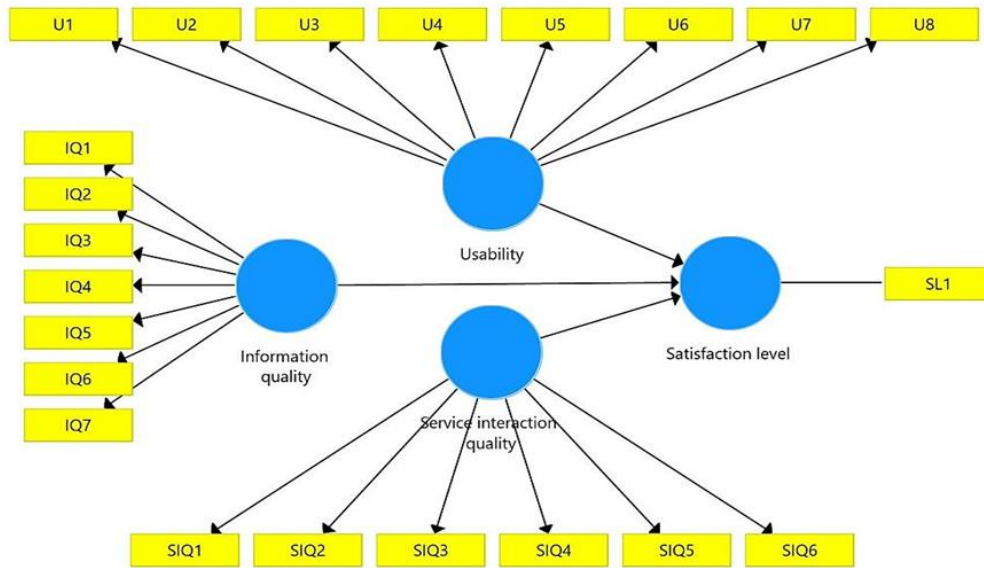 U1
U2
U3
U4
U5
U6
U7
U8
IQ1
IQ2
IQ3
IQ4
IQ5
IQ6
IQ7
Usability
Information
quality
Satisfaction level
SL1
Service interaction
quality
SIQ1
SIQ2
SIQ3
SIQ4
SIQ5
SIQ6